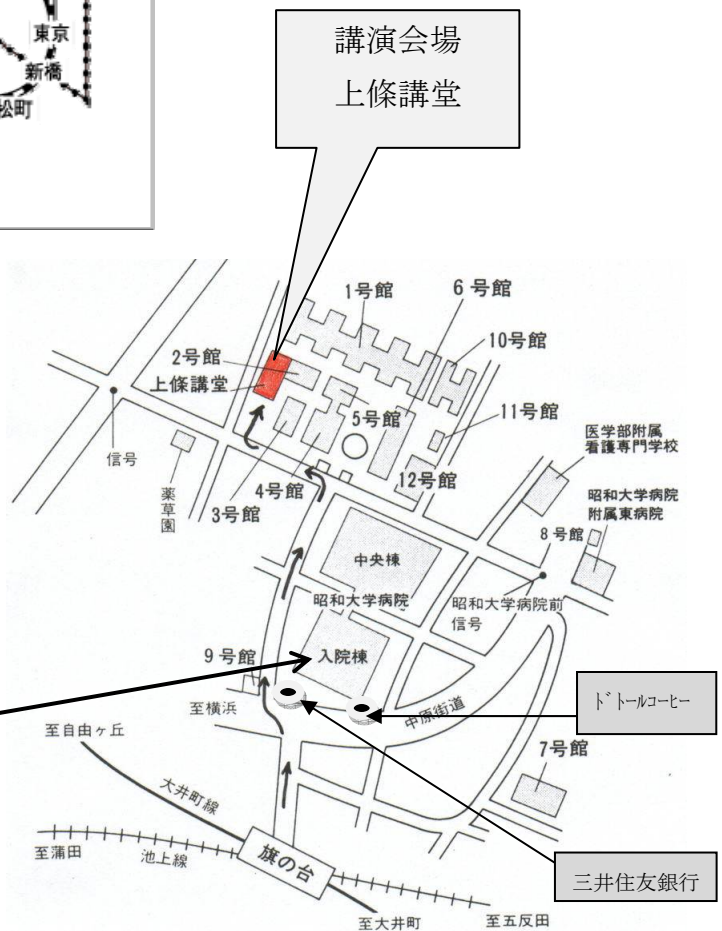 東京
新橋
松町
講演会場
上條講堂
1号館
6号館
10号館
2号館
上條講堂
5号館
11号館
信号
医学部附属
看護専門学校
薬草園
3号館
4号館
12号館
昭和大学病院
附属東病院
8号館
中央棟
昭和大学病院
昭和大学病院前
信号
9号館
入院棟
至横浜
中原街道
ﾄﾞﾄｰﾙｺｰﾋｰ
至自由ヶ丘
7号館
大井町線
至蒲田
池上線
旗の台
三井住友銀行
至大井町
至五反田